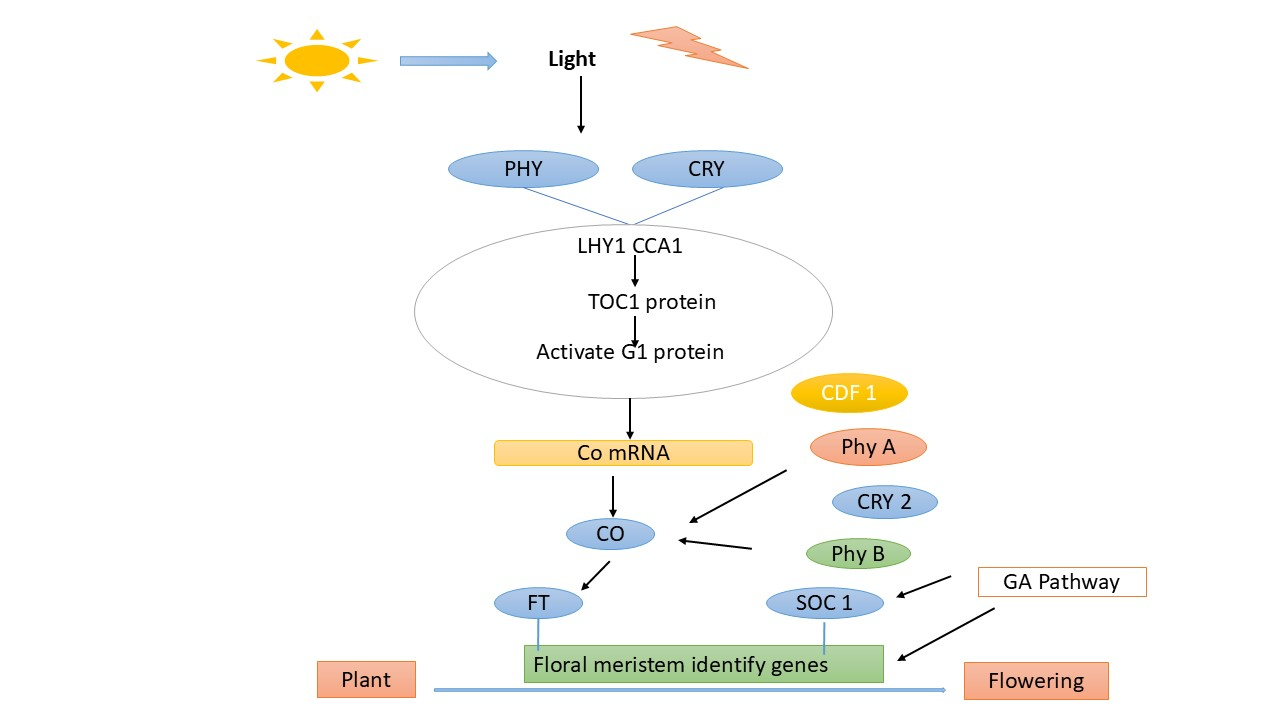 Light
PHY
CRY
LHY1 CCA1
TOC1 protein
Activate G1 protein
CDF 1
Co mRNA
Phy A
CRY 2
CO
Phy B
GA Pathway
FT
SOC 1
Floral meristem identify genes
Plant
Flowering